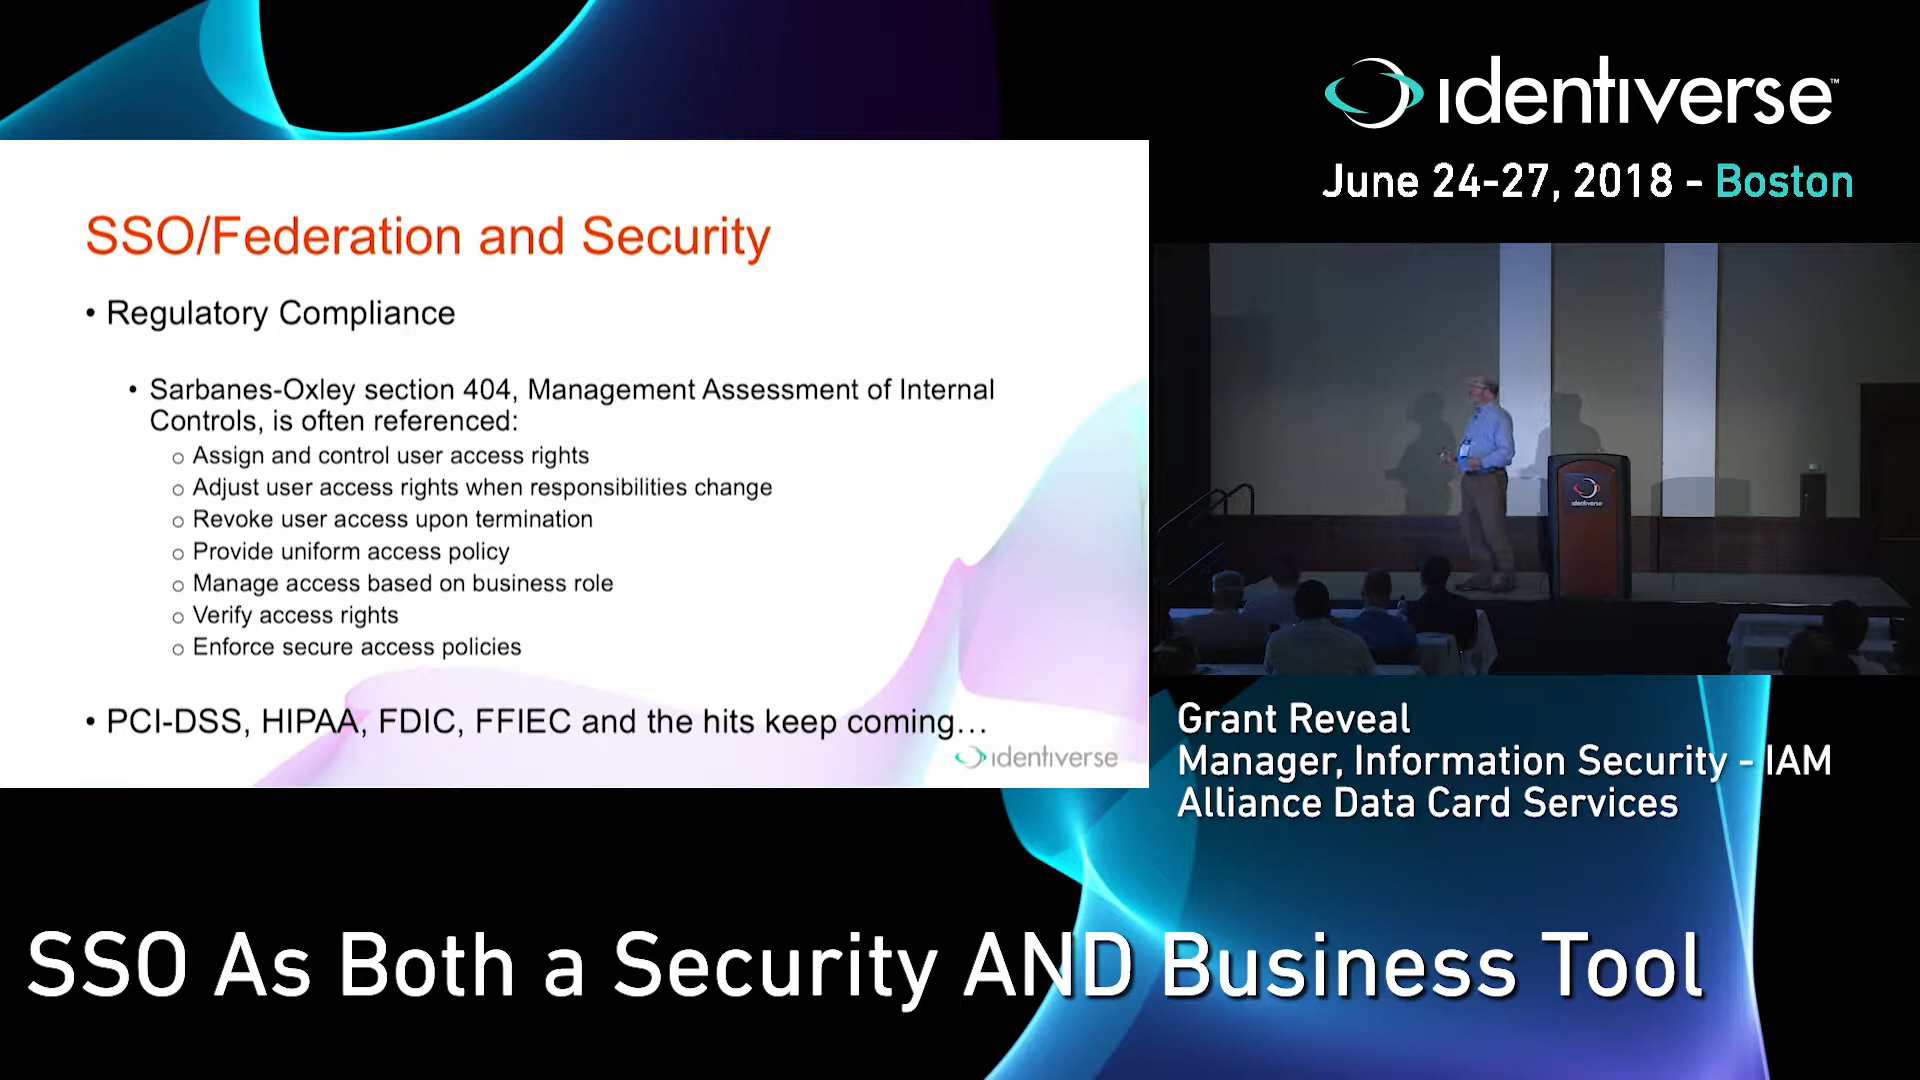 identiverse™
June 24-27, 2018 - Boston
SSO/Federation and Security
• Regulatory Compliance
• Sarbanes-Oxley section 404, Management Assessment of Internal
Controls, is often referenced:
o Assign and control user access rights
o Adjust user access rights when responsibilities change
o Revoke user access upon termination
o Provide uniform access policy
o Manage access based on business role
o Verify access rights
o Enforce secure access policies
• PCI-DSS, HIPAA, FDIC, FFIEC and the hits keep coming…
identiverse
identiverse
Grant Reveal
Manager, Information Security - IAM
Alliance Data Card Services
SSO As Both a Security AND Business Tool